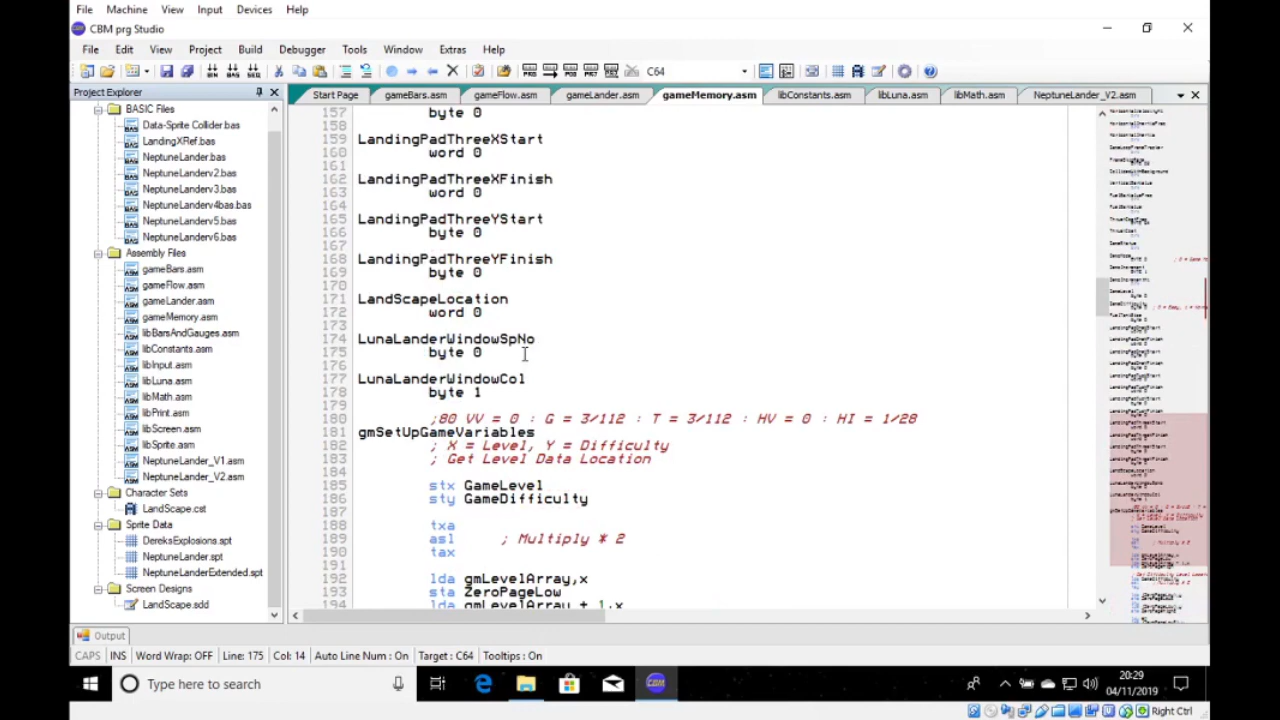 File Machine View Input Devices Help
CBM prg Studio
File Edit View Project Build Debugger Tools Window Extras Help
C64
Project Explorer
Start Page gameBars.asm gameFlow.asm gameLander.asm gameMemory.asm libConstants.asm libLuna.asm libMath.asm NeptuneLander_V2.asm
BASIC Files
Data-Sprite Collider.bas
LandingXRef.bas
NeptuneLander.bas
NeptuneLanderv2.bas
NeptuneLanderv3.bas
NeptuneLanderv4bas.bas
NeptuneLanderv5.bas
NeptuneLanderv6.bas
Assembly Files
gameBars.asm
gameFlow.asm
gameLander.asm
gameMemory.asm
libBarsAndGauges.asm
libConstants.asm
libInput.asm
libLuna.asm
libMath.asm
libPrint.asm
libScreen.asm
libSprite.asm
NeptuneLander_V1.asm
NeptuneLander_V2.asm
Character Sets
LandScape.cst
Sprite Data
DereksExplosions.spt
NeptuneLander.spt
NeptuneLanderExtended.spt
Screen Designs
LandScape.sdd
157 byte 0
158
159 LandingPadThreeXStart
160 word 0
161
162 LandingPadThreeXFinish
163 word 0
164
165 LandingPadThreeYStart
166 byte 0
167
168 LandingPadThreeYFinish
169 byte 0
170
171 LandScapeLocation
172 word 0
173
174 LunaLanderWindowSpNo
175 byte 0
176
177 LunaLanderWindowCol
178 byte 1
179
180 ;80 VV = 0 : G = 3/112 : T = 3/112 : HV = 0 : HI = 1/28
181 gmSetUpGameVariables
182 ; X = Level, Y = Difficulty
183 ; Get Level Data Location
184
185 stx GameLevel
186 sty GameDifficulty
187
188 txa
189 asl ; Multiply * 2
190 tax
191
192 lda gmLevelArray,x
193 sta ZeroPageLow
194 lda gmLevelArray + 1,x
Output
CAPS INS Word Wrap: OFF Line: 175 Col: 14 Auto Line Num : On Target : C64 Tooltips : On
Type here to search
20:29
04/11/2019
Right Ctrl